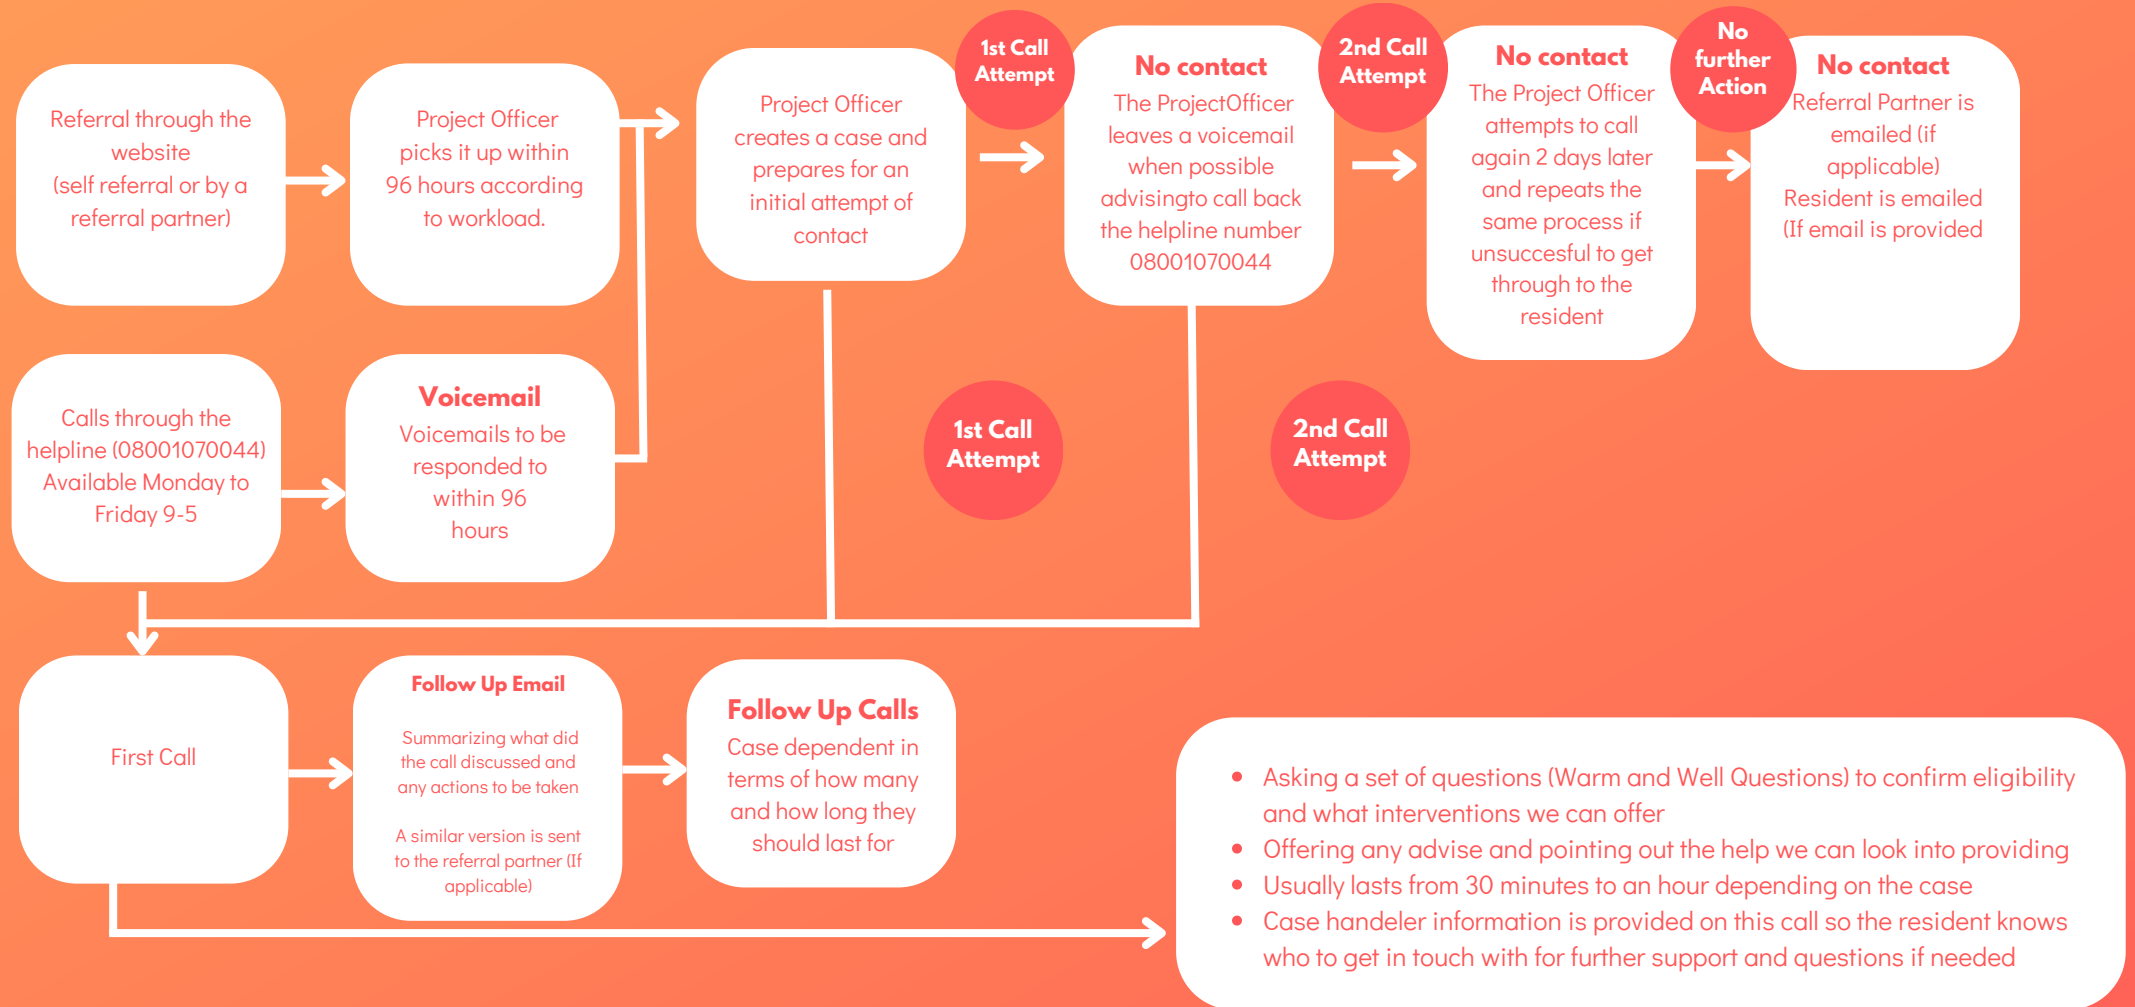 Referral through the
website
(self referral or by a
referral partner)
Project Officer
picks it up within
96 hours according
to workload.
Project Officer
creates a case and
prepares for an
initial attempt of
contact
1st Call
Attempt
No contact
The ProjectOfficer
leaves a voicemail
when possible
advisingto call back
the helpline number
08001070044
2nd Call
Attempt
No contact
The Project Officer
attempts to call
again 2 days later
and repeats the
same process if
unsuccesful to get
through to the
resident
No
further
Action
No contact
Referral Partner is
emailed (if
applicable)
Resident is emailed
(If email is provided
Calls through the
helpline (08001070044)
Available Monday to
Friday 9-5
Voicemail
Voicemails to be
responded to
within 96
hours
1st Call
Attempt
2nd Call
Attempt
First Call
Follow Up Email
Summarizing what did
the call discussed and
any actions to be taken
A similar version is sent
to the referral partner (If
applicable)
Follow Up Calls
Case dependent in
terms of how many
and how long they
should last for
• Asking a set of questions (Warm and Well Questions) to confirm eligibility
and what interventions we can offer
• Offering any advise and pointing out the help we can look into providing
• Usually lasts from 30 minutes to an hour depending on the case
• Case handeler information is provided on this call so the resident knows
who to get in touch with for further support and questions if needed